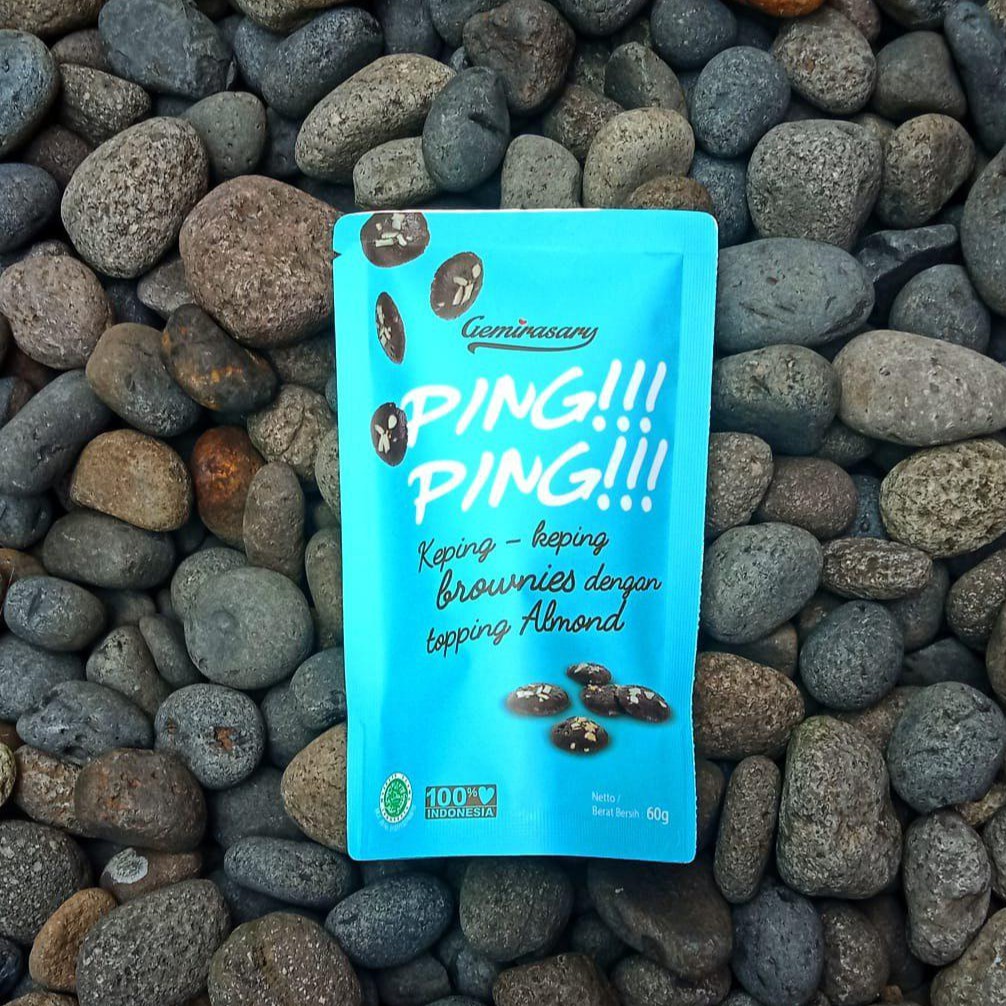 Gemirasary
PING!!!
PING!!!
Keping – keping
brownies dengan
topping Almond
100%
INDONESIA
Netto /
Berat Bersih : 60g